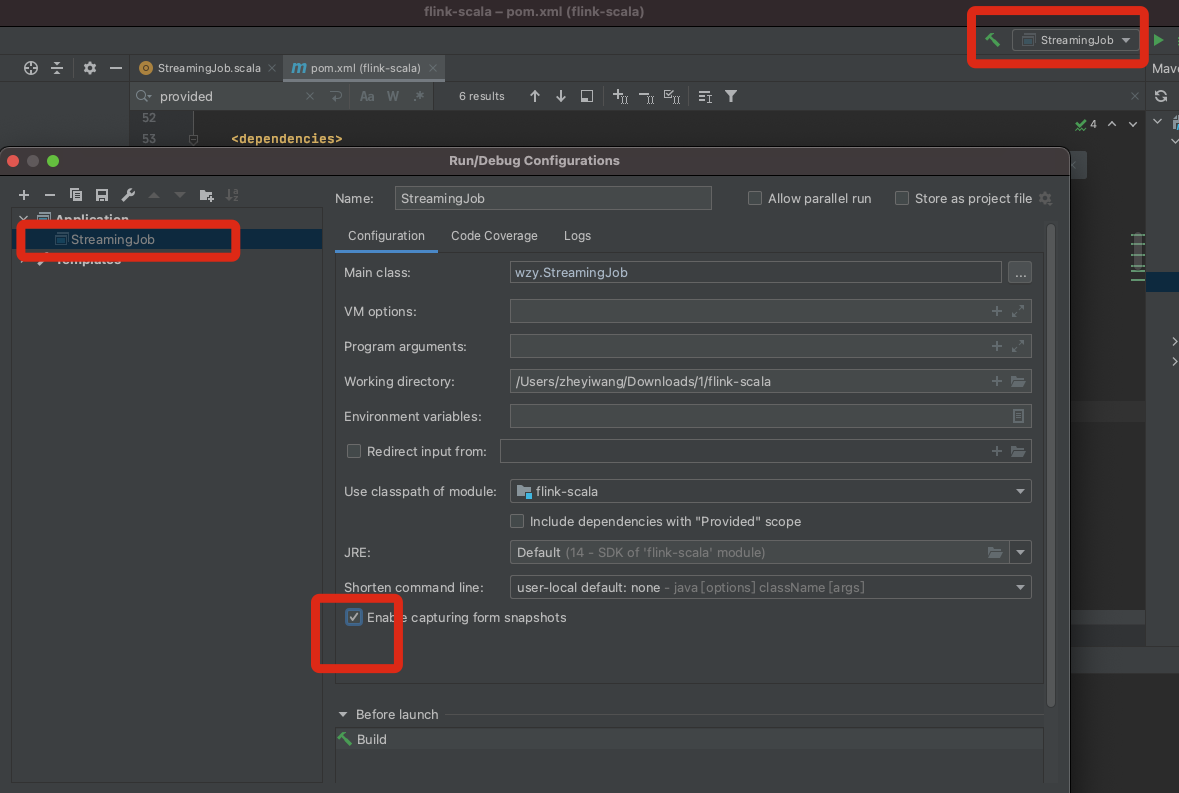 flink-scala – pom.xml (flink-scala)
StreamingJob
StreamingJob.scala
pom.xml (flink-scala)
Mave
provided
Aa W .*
6 results
52
4
53 <dependencies>
Run/Debug Configurations
Name: StreamingJob
Allow parallel run
Store as project file
Application
StreamingJob
Templates
Configuration
Code Coverage
Logs
Main class: wzy.StreamingJob ...
VM options:
Program arguments:
Working directory: /Users/zheyiwang/Downloads/1/flink-scala
Environment variables:
Redirect input from:
Use classpath of module: flink-scala
Include dependencies with "Provided" scope
JRE: Default (14 - SDK of 'flink-scala' module)
Shorten command line: user-local default: none - java [options] className [args]
Enable capturing form snapshots
Before launch
Build